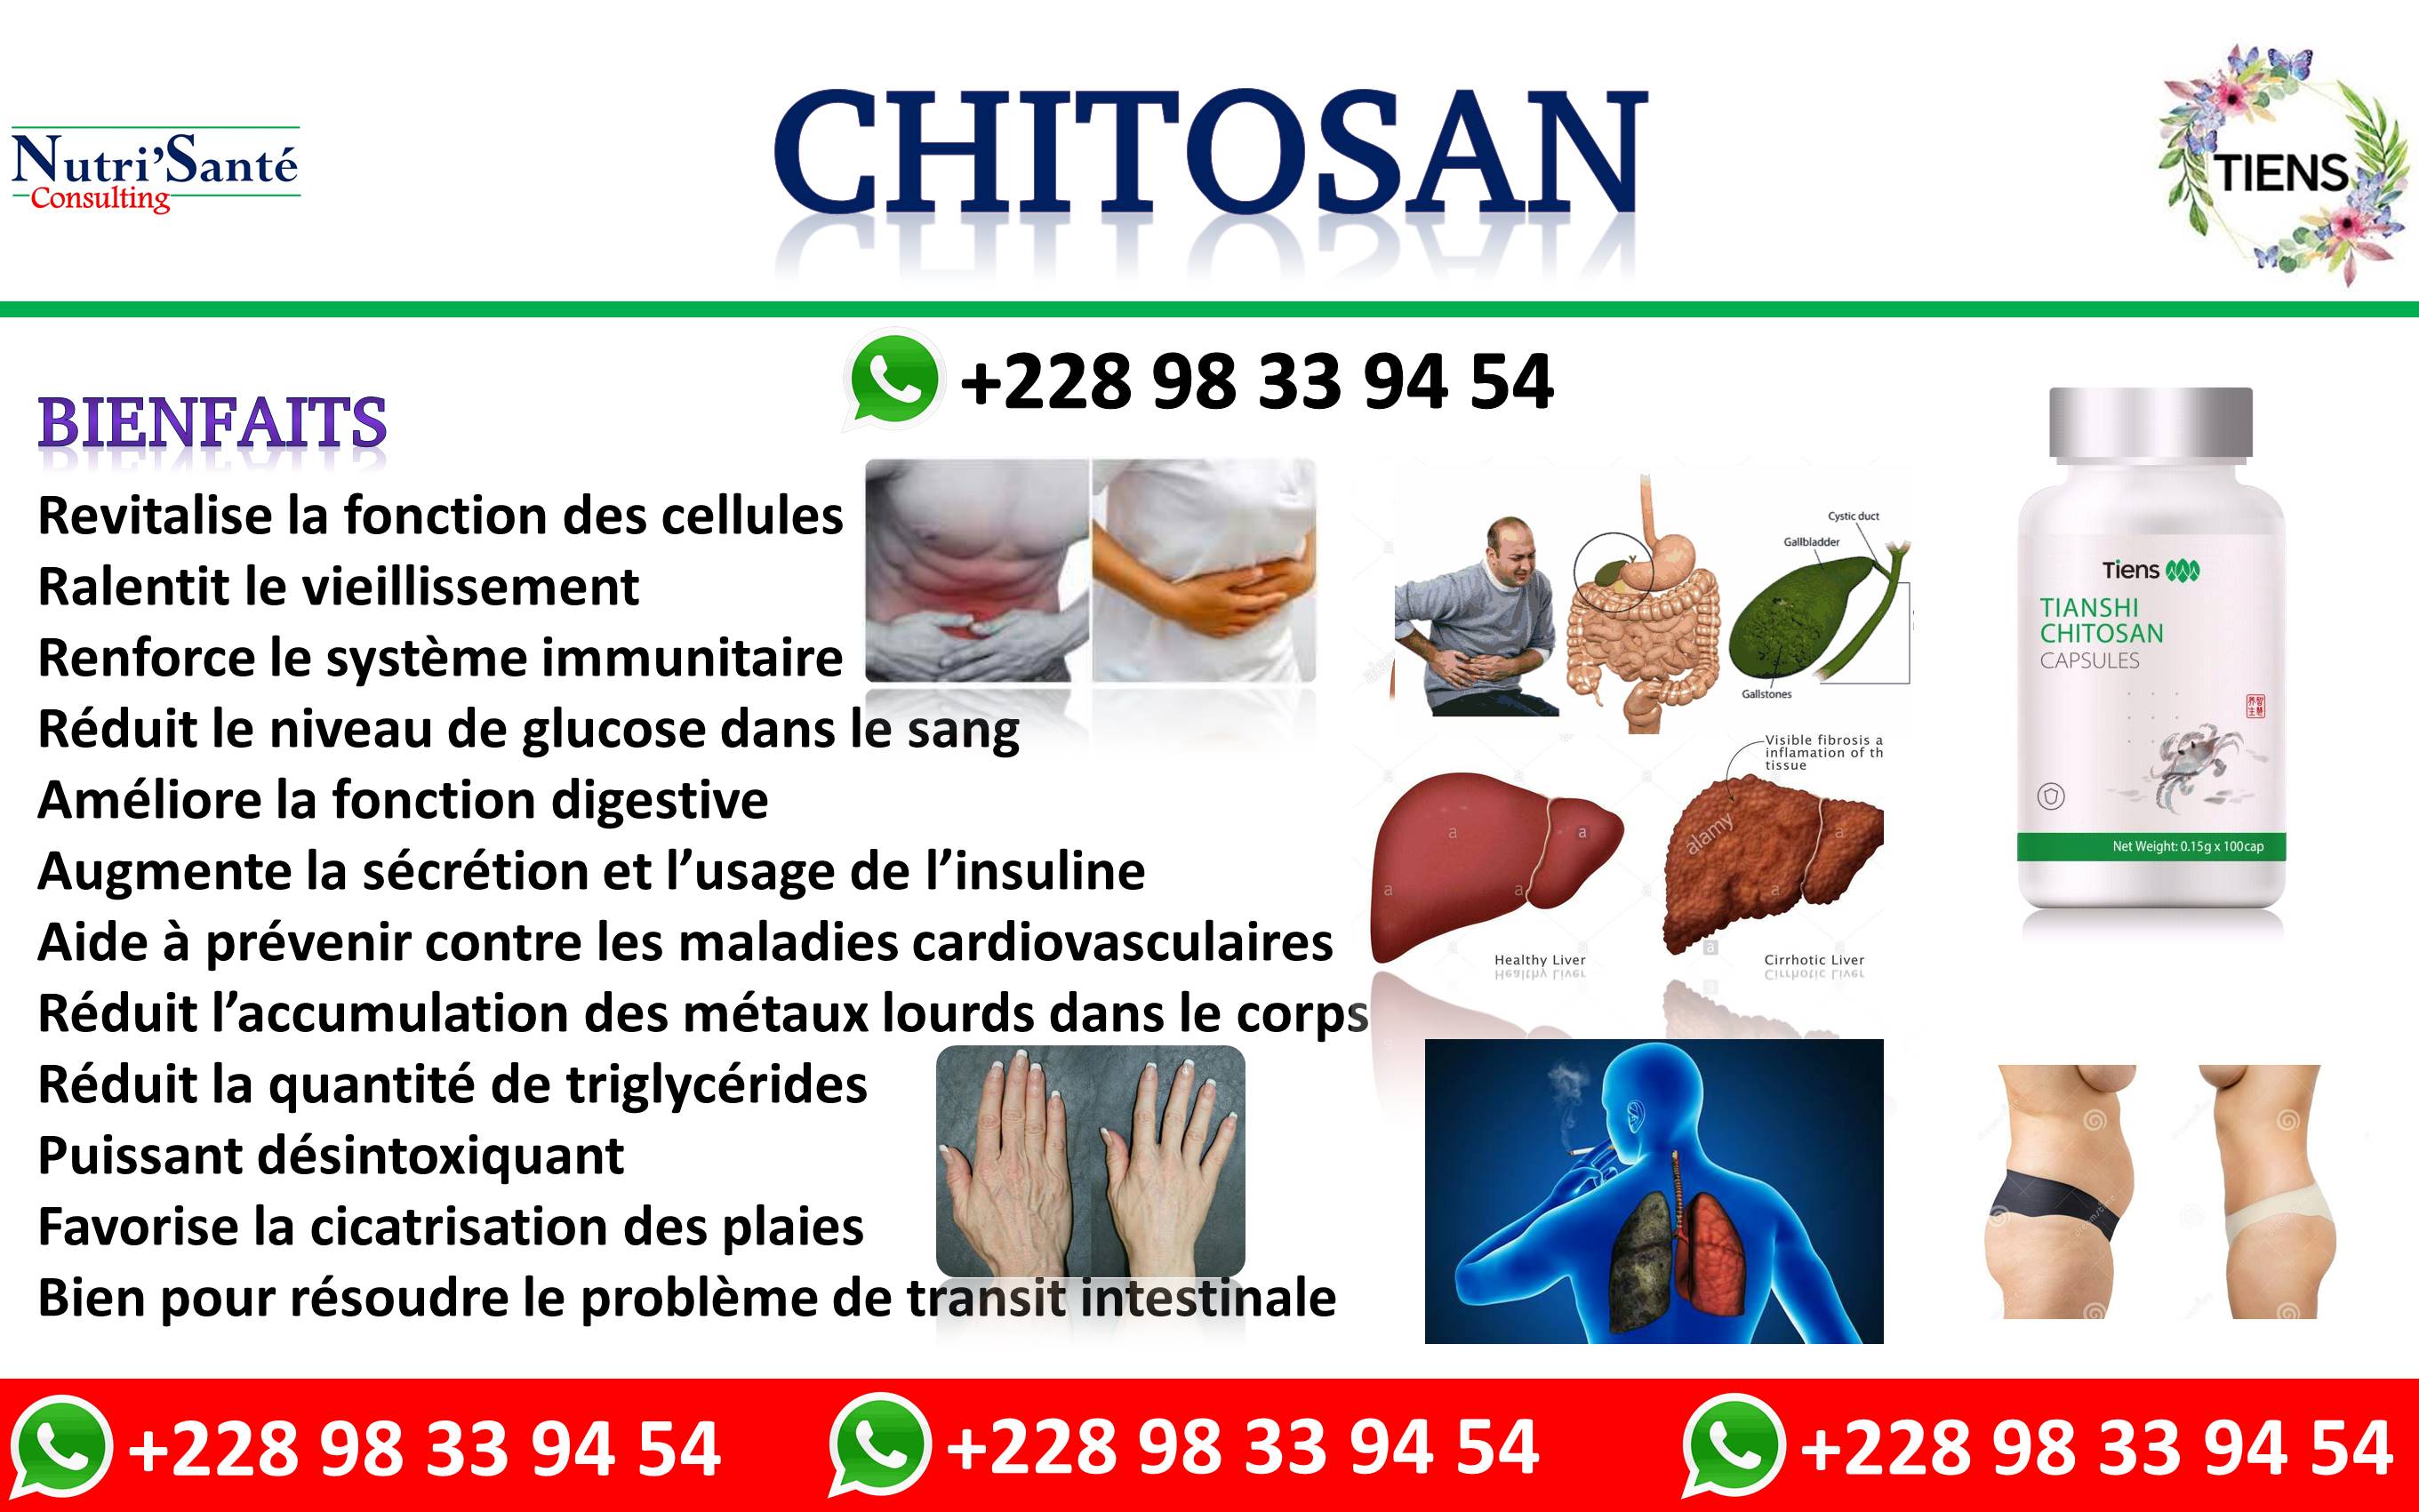 Nutri’Santé
Consulting
CHITOSAN
TIENS
+228 98 33 94 54
BIENFAITS
Revitalise la fonction des cellules
Ralentit le vieillissement
Renforce le système immunitaire
Réduit le niveau de glucose dans le sang
Améliore la fonction digestive
Augmente la sécrétion et l’usage de l’insuline
Aide à prévenir contre les maladies cardiovasculaires
Réduit l’accumulation des métaux lourds dans le corps
Réduit la quantité de triglycérides
Puissant désintoxiquant
Favorise la cicatrisation des plaies
Bien pour résoudre le problème de transit intestinale
Cystic duct
Gallbladder
Gallstones
Visible fibrosis a
inflamation of th
tissue
alamy
Healthy Liver
Cirrhotic Liver
Tiens
TIANSHI
CHITOSAN
CAPSULES
Net Weight: 0.15g x 100cap
+228 98 33 94 54
+228 98 33 94 54
+228 98 33 94 54